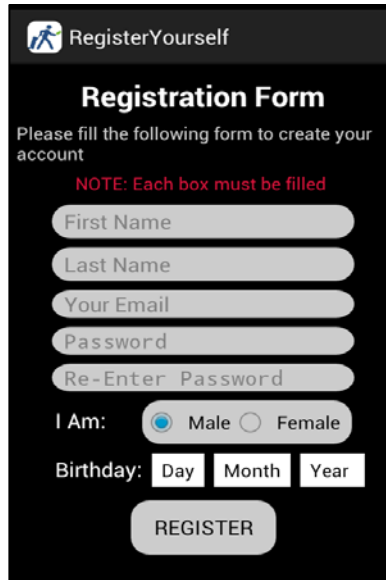 RegisterYourself
Registration Form
Please fill the following form to create your
account
NOTE: Each box must be filled
First Name
Last Name
Your Email
Password
Re-Enter Password
I Am: Male Female
Birthday: Day Month Year
REGISTER